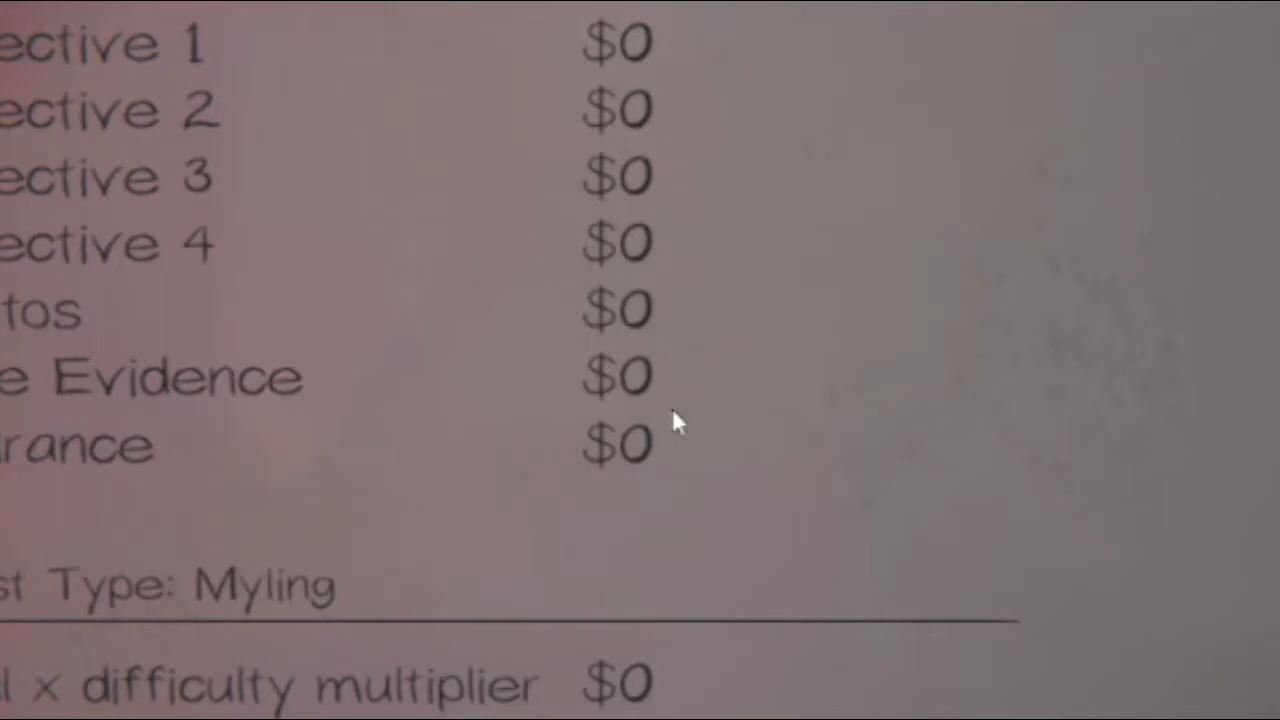 ective 1 $0
ective 2 $0
ective 3 $0
ective 4 $0
tos $0
e Evidence $0
rance $0
st Type: Myling
l x difficulty multiplier $0